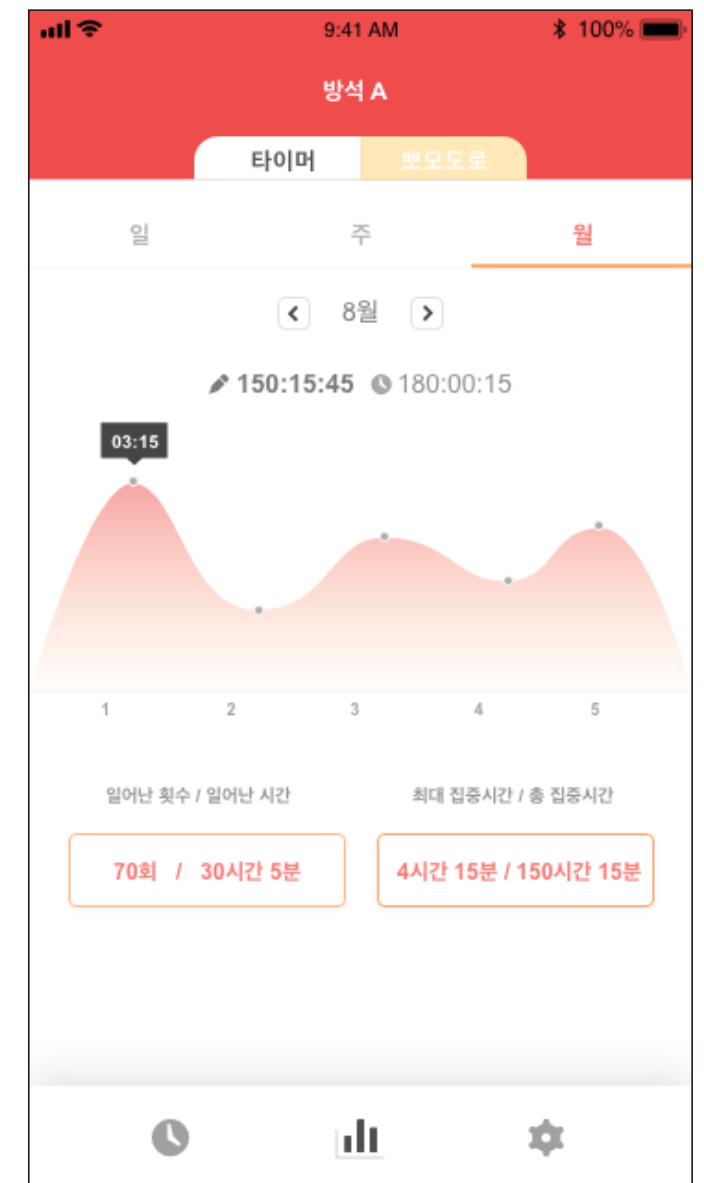 9:41 AM 100%
방석 A
타이머 뽀모도로
일 주 월
8월
150:15:45 180:00:15
03:15
1 2 3 4 5
일어난 횟수 / 일어난 시간 최대 집중시간 / 총 집중시간
70회 / 30시간 5분 4시간 15분 / 150시간 15분